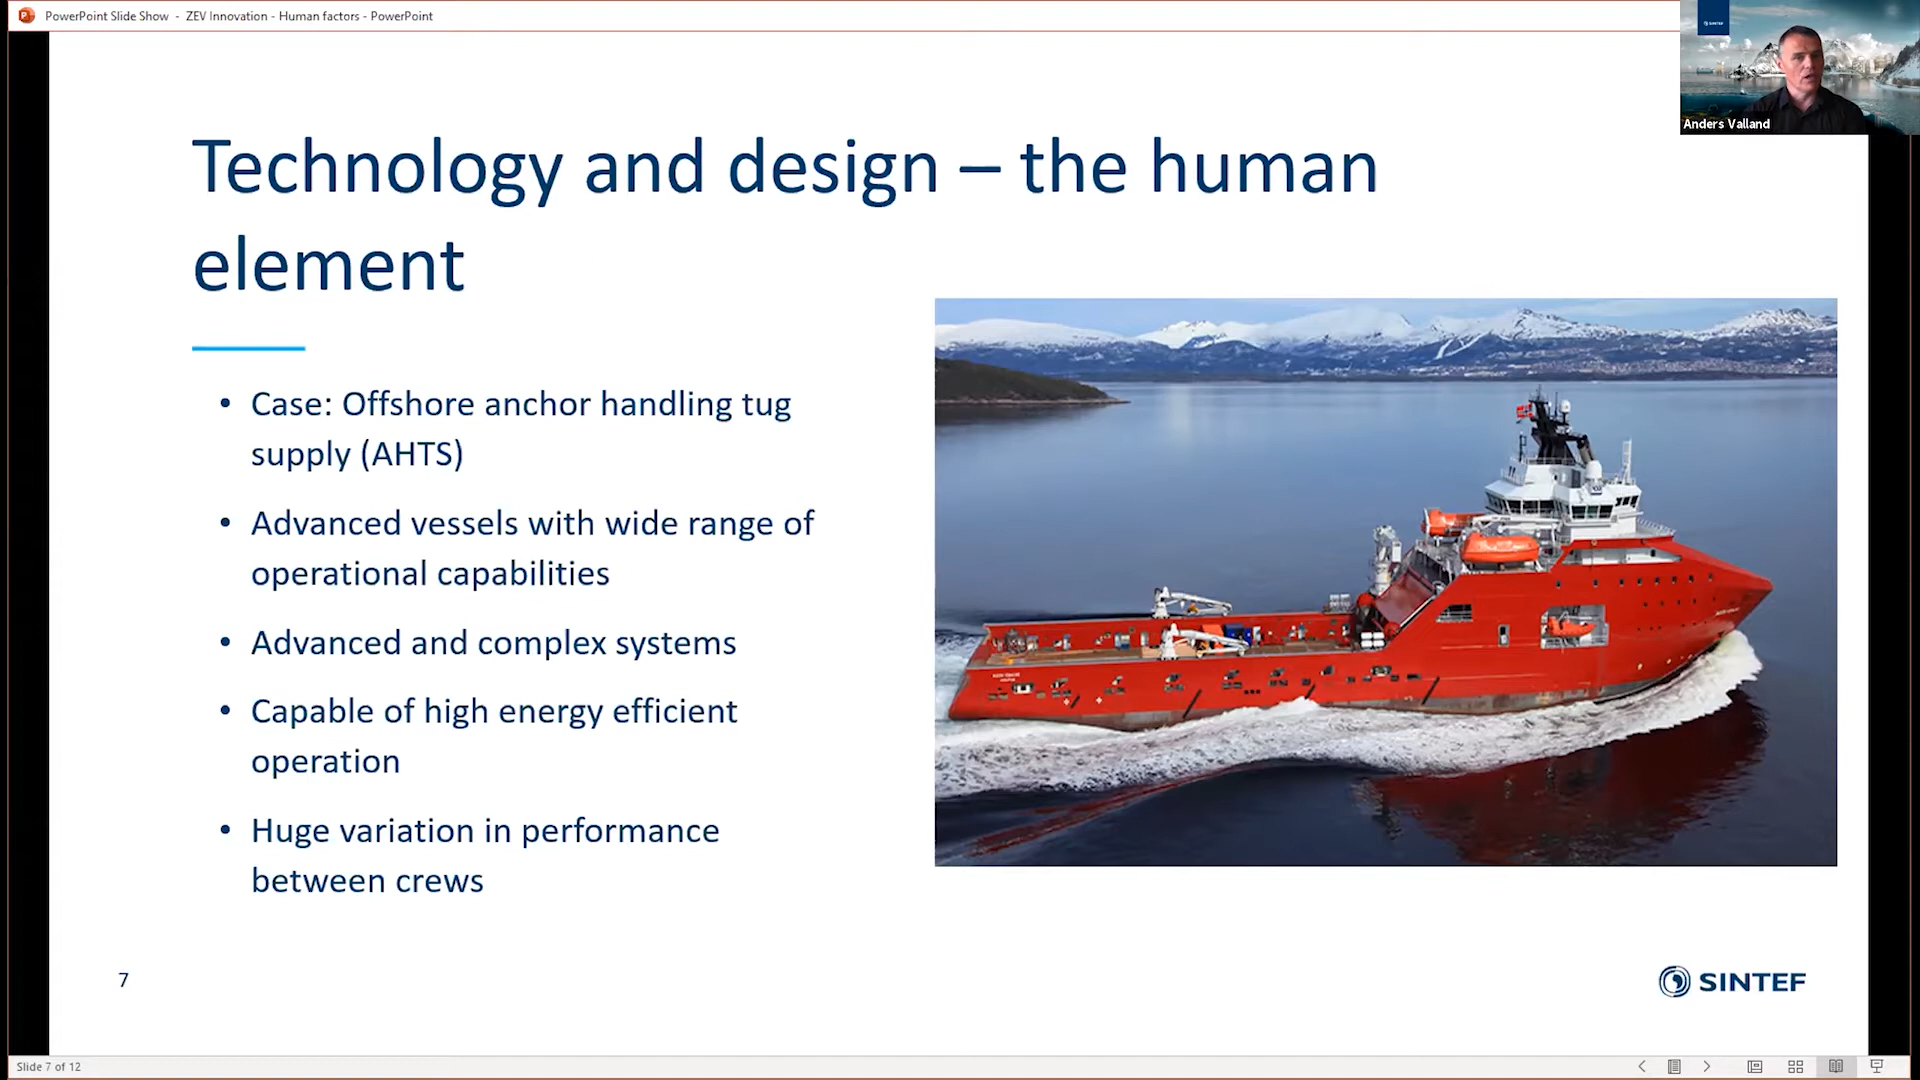 PowerPoint Slide Show - ZEV Innovation - Human factors - PowerPoint
SINTEF
Anders Valland
Technology and design – the human
element
• Case: Offshore anchor handling tug
supply (AHTS)
• Advanced vessels with wide range of
operational capabilities
• Advanced and complex systems
• Capable of high energy efficient
operation
• Huge variation in performance
between crews
7
SINTEF
Slide 7 of 12